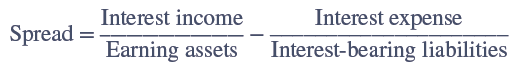 Spread = Interest income / Earning assets − Interest expense / Interest-bearing liabilities